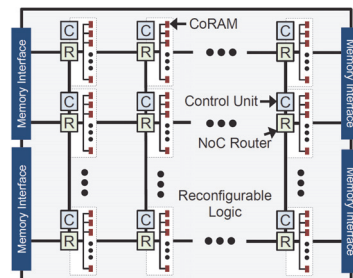 CoRAM
C
C
C
R
R
R
Memory Interface
Memory Interface
Control Unit
C
C
C
R
R
R
NoC Router
Reconfigurable
Logic
Memory Interface
Memory Interface
C
C
C
R
R
R